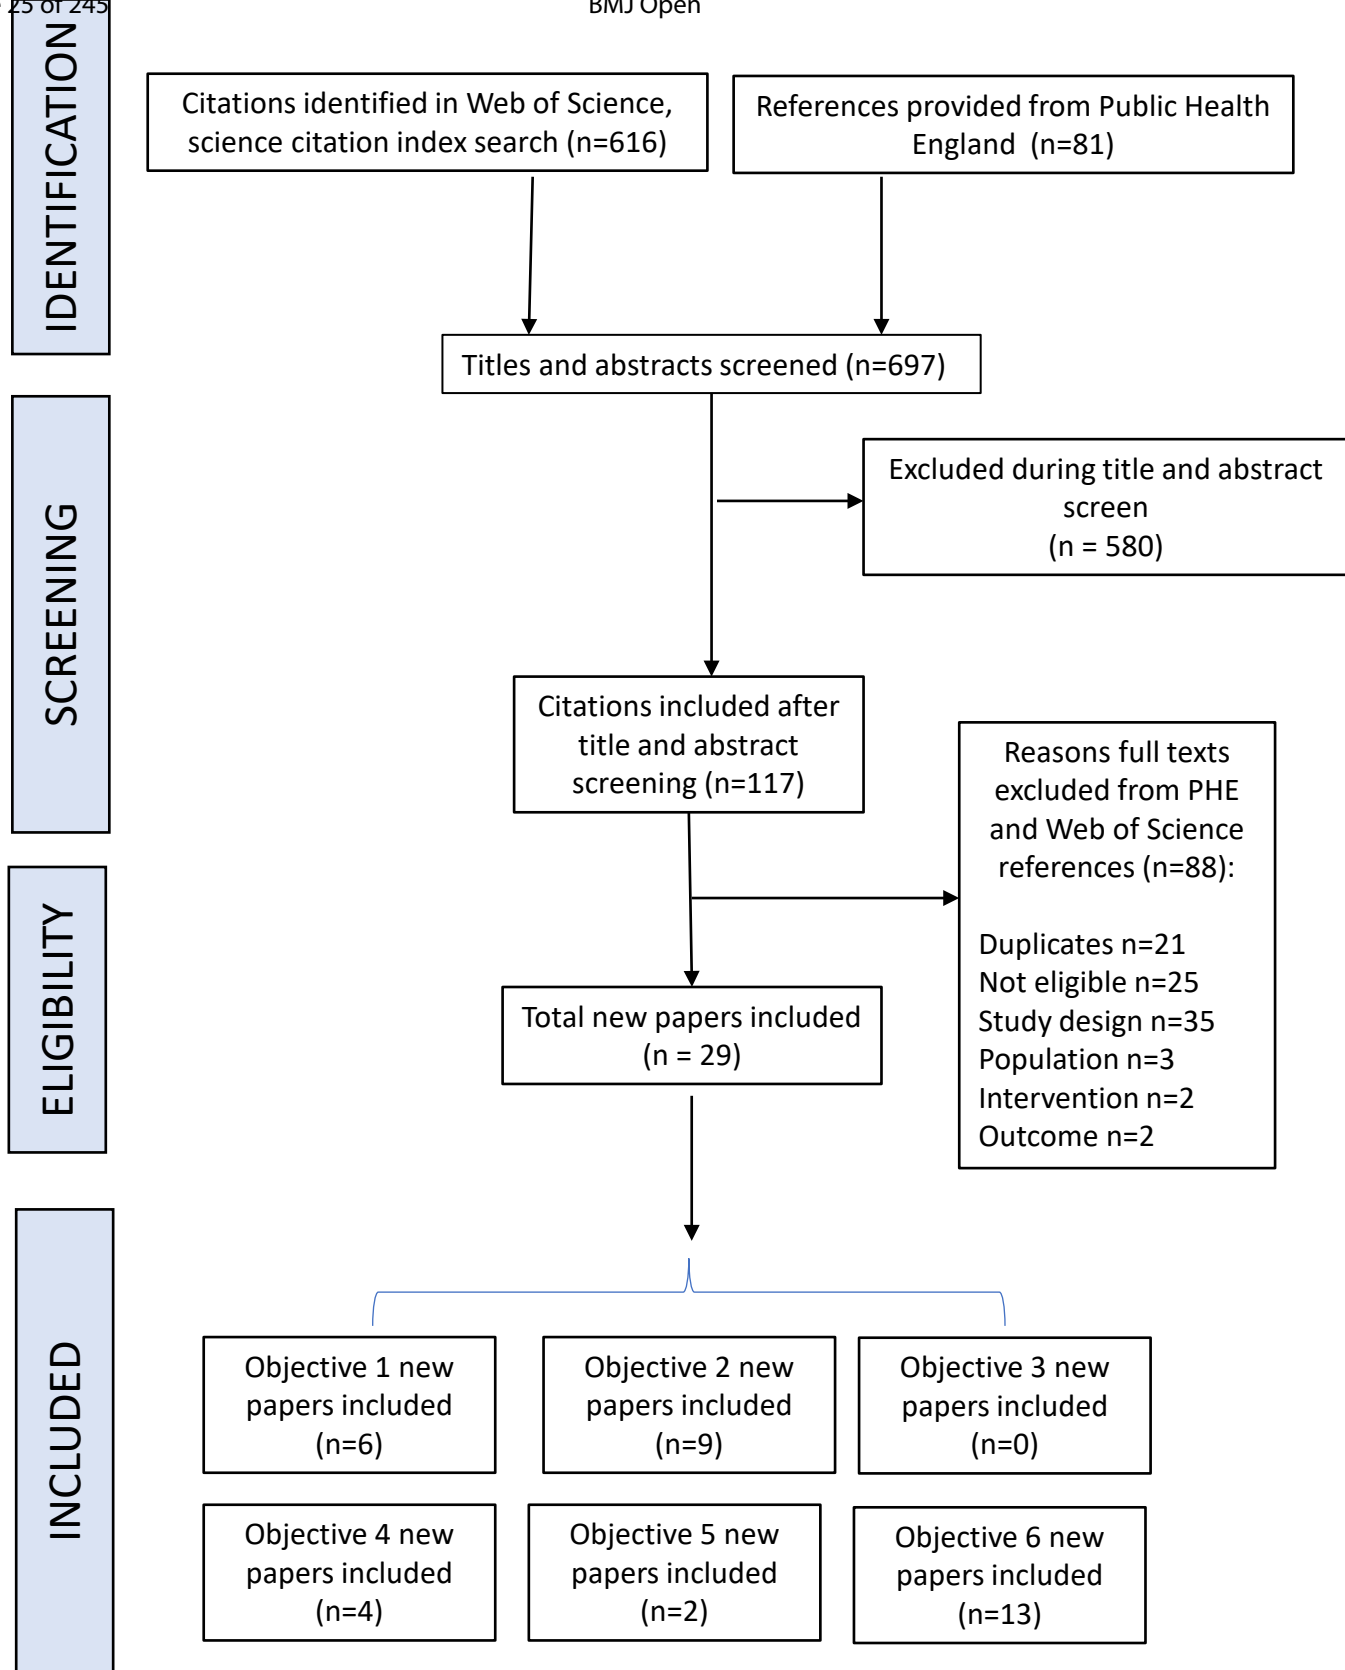 25 of 245
BMJ Open
IDENTIFICATION
Citations identified in Web of Science,
science citation index search (n=616)
References provided from Public Health
England (n=81)
Titles and abstracts screened (n=697)
SCREENING
Excluded during title and abstract
screen
(n = 580)
Citations included after
title and abstract
screening (n=117)
Reasons full texts
excluded from PHE
and Web of Science
references (n=88):
Duplicates n=21
Not eligible n=25
Study design n=35
Population n=3
Intervention n=2
Outcome n=2
ELIGIBILITY
Total new papers included
(n = 29)
INCLUDED
Objective 1 new
papers included
(n=6)
Objective 2 new
papers included
(n=9)
Objective 3 new
papers included
(n=0)
Objective 4 new
papers included
(n=4)
Objective 5 new
papers included
(n=2)
Objective 6 new
papers included
(n=13)